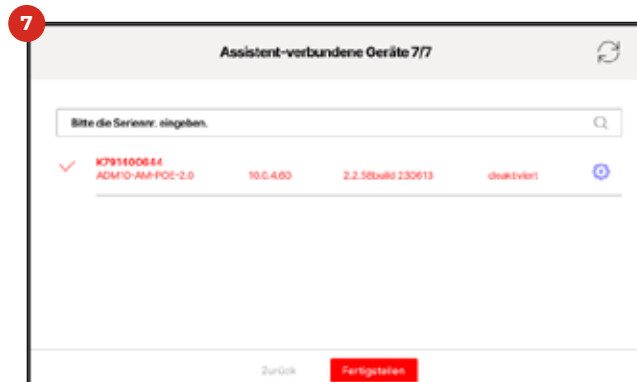 7
Assistent-verbundene Geräte 7/7
Bitte die Seriennr. eingeben.
K791400644
ADM10-AM-POE-2.0 10.0.4.60 2.2.58build 230613 deaktiviert
Zurück Fertigstellen